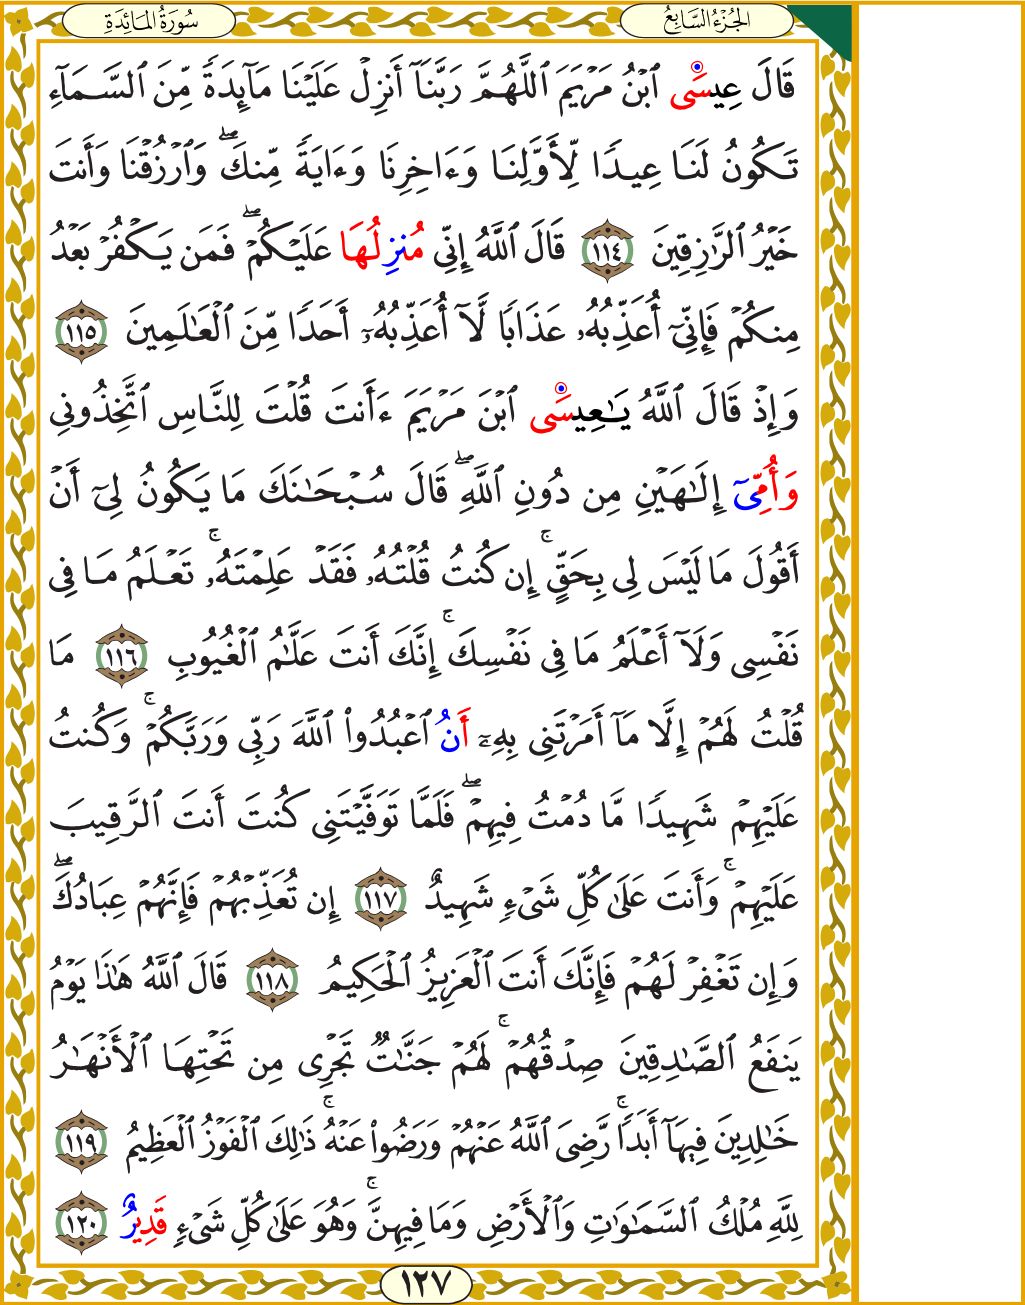 الجُزْءُ السَّابِعُ
سُورَةُ المَائِدَةِ
قَالَ عِيسَى ٱبْنُ مَرْيَمَ ٱللَّهُمَّ رَبَّنَآ أَنزِلْ عَلَيْنَا مَآئِدَةً مِّنَ ٱلسَّمَآءِ
تَكُونُ لَنَا عِيدًا لِّأَوَّلِنَا وَءَاخِرِنَا وَءَايَةً مِّنكَۖ وَٱرْزُقْنَا وَأَنتَ
خَيْرُ ٱلرَّٰزِقِينَ ١١٤ قَالَ ٱللَّهُ إِنِّى مُنزِلُهَا عَلَيْكُمْۖ فَمَن يَكْفُرْ بَعْدُ
مِنكُمْ فَإِنِّىٓ أُعَذِّبُهُۥ عَذَابًا لَّآ أُعَذِّبُهُۥٓ أَحَدًا مِّنَ ٱلْعَٰلَمِينَ ١١٥
وَإِذْ قَالَ ٱللَّهُ يَٰعِيسَى ٱبْنَ مَرْيَمَ ءَأَنتَ قُلْتَ لِلنَّاسِ ٱتَّخِذُونِى
وَأُمِّىَ إِلَٰهَيْنِ مِن دُونِ ٱللَّهِۖ قَالَ سُبْحَٰنَكَ مَا يَكُونُ لِىٓ أَنْ
أَقُولَ مَا لَيْسَ لِى بِحَقٍّۚ إِن كُنتُ قُلْتُهُۥ فَقَدْ عَلِمْتَهُۥۚ تَعْلَمُ مَا فِى
نَفْسِى وَلَآ أَعْلَمُ مَا فِى نَفْسِكَۚ إِنَّكَ أَنتَ عَلَّٰمُ ٱلْغُيُوبِ ١١٦ مَا
قُلْتُ لَهُمْ إِلَّا مَآ أَمَرْتَنِى بِهِۦٓ أَنُ ٱعْبُدُوا۟ ٱللَّهَ رَبِّى وَرَبَّكُمْۚ وَكُنتُ
عَلَيْهِمْ شَهِيدًا مَّا دُمْتُ فِيهِمْۖ فَلَمَّا تَوَفَّيْتَنِى كُنتَ أَنتَ ٱلرَّقِيبَ
عَلَيْهِمْۚ وَأَنتَ عَلَىٰ كُلِّ شَىْءٍ شَهِيدٌ ١١٧ إِن تُعَذِّبْهُمْ فَإِنَّهُمْ عِبَادُكَۖ
وَإِن تَغْفِرْ لَهُمْ فَإِنَّكَ أَنتَ ٱلْعَزِيزُ ٱلْحَكِيمُ ١١٨ قَالَ ٱللَّهُ هَٰذَا يَوْمُ
يَنفَعُ ٱلصَّٰدِقِينَ صِدْقُهُمْۚ لَهُمْ جَنَّٰتٌ تَجْرِى مِن تَحْتِهَا ٱلْأَنْهَٰرُ
خَٰلِدِينَ فِيهَآ أَبَدًاۚ رَّضِىَ ٱللَّهُ عَنْهُمْ وَرَضُوا۟ عَنْهُۚ ذَٰلِكَ ٱلْفَوْزُ ٱلْعَظِيمُ ١١٩
لِلَّهِ مُلْكُ ٱلسَّمَٰوَٰتِ وَٱلْأَرْضِ وَمَا فِيهِنَّۚ وَهُوَ عَلَىٰ كُلِّ شَىْءٍ قَدِيرٌ ١٢٠
١٢٧